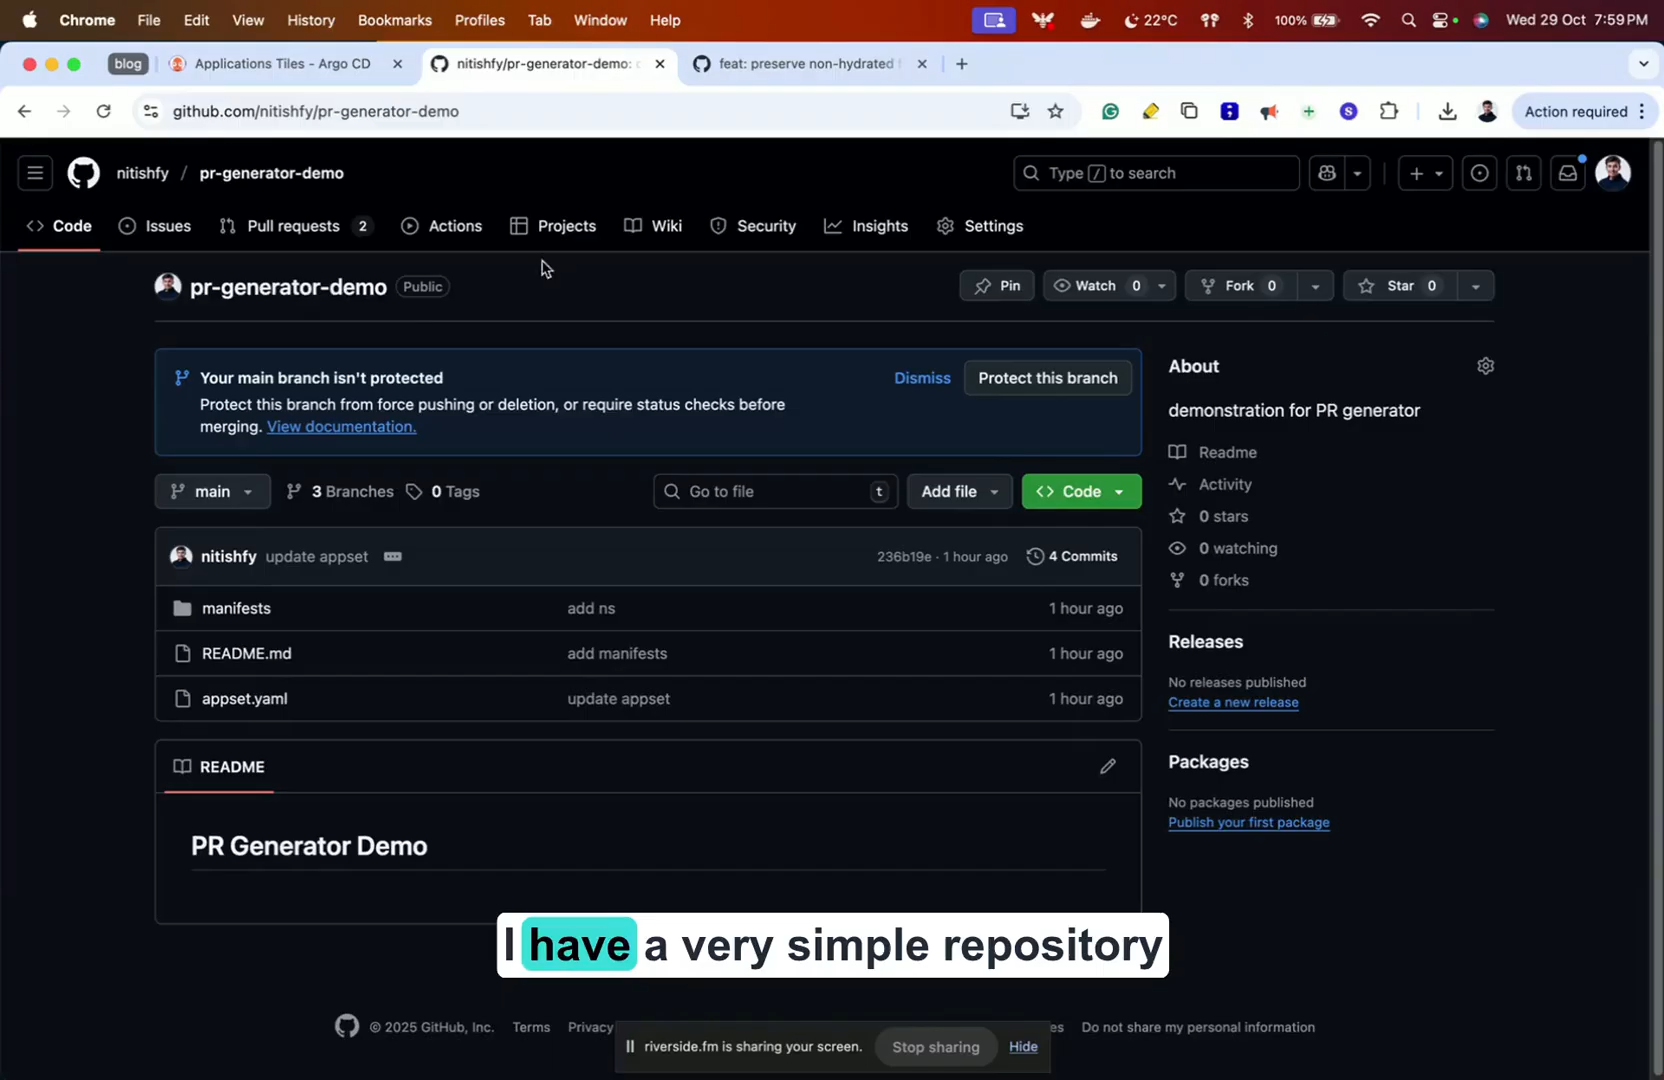 Chrome File Edit View History Bookmarks Profiles Tab Window Help 22°C 100% Wed 29 Oct 7:59 PM
blog Applications Tiles - Argo CD nitishfy/pr-generator-demo: feat: preserve non-hydrated
github.com/nitishfy/pr-generator-demo Action required
nitishfy / pr-generator-demo Type / to search
Code Issues Pull requests 2 Actions Projects Wiki Security Insights Settings
pr-generator-demo Public Pin Watch 0 Fork 0 Star 0
Your main branch isn't protected Dismiss Protect this branch
Protect this branch from force pushing or deletion, or require status checks before
merging. View documentation.
About
demonstration for PR generator
Readme
Activity
0 stars
0 watching
0 forks
main 3 Branches 0 Tags Go to file t Add file Code
nitishfy update appset 236b19e · 1 hour ago 4 Commits
manifests add ns 1 hour ago
README.md add manifests 1 hour ago
appset.yaml update appset 1 hour ago
Releases
No releases published
Create a new release
Packages
No packages published
Publish your first package
README
PR Generator Demo
I have a very simple repository
© 2025 GitHub, Inc. Terms Privacy Do not share my personal information
riverside.fm is sharing your screen. Stop sharing Hide